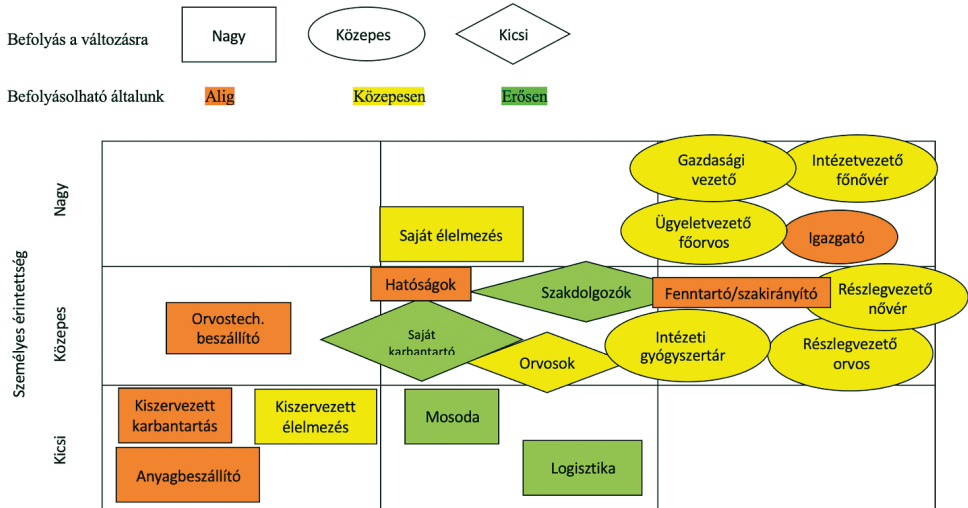 Befolyás a változásra
Nagy
Közepes
Kicsi
Befolyásolható általunk
Alig
Közepesen
Erősen
Személyes érintettség
Nagy
Gazdasági
vezető
Intézetvezető
főnővér
Saját élelmezés
Ügyeletvezető
főorvos
Igazgató
Közepes
Hatóságok
Szakdolgozók
Fenntartó/szakirányító
Részlegvezető
nővér
Orvostech.
beszállító
Saját
karbantartó
Orvosok
Intézeti
gyógyszertár
Részlegvezető
orvos
Kicsi
Kiszervezett
karbantartás
Kiszervezett
élelmezés
Mosoda
Anyagbeszállító
Logisztika